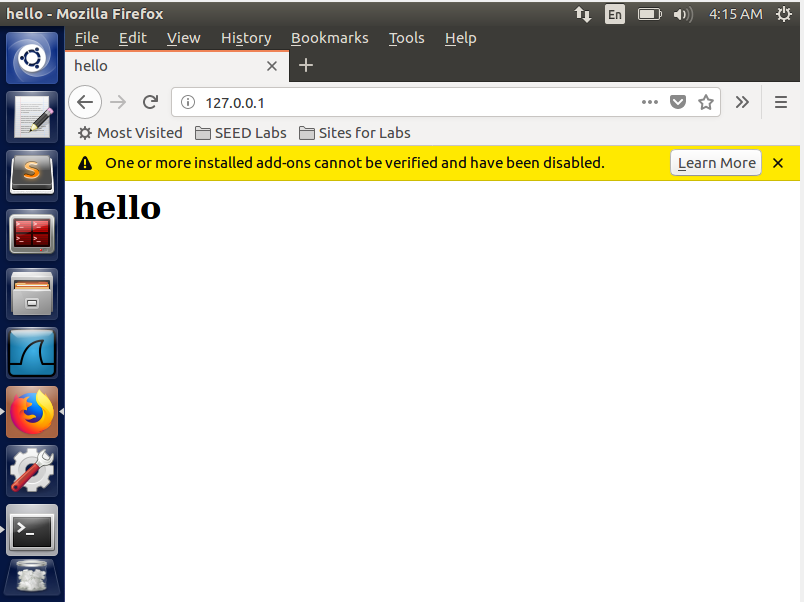 hello - Mozilla Firefox En 4:15 AM
File Edit View History Bookmarks Tools Help
hello
127.0.0.1
Most Visited SEED Labs Sites for Labs
One or more installed add-ons cannot be verified and have been disabled. Learn More
hello